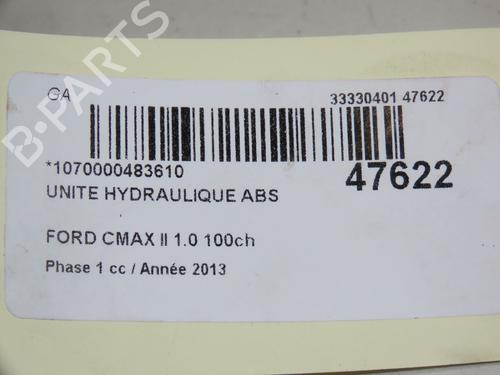 GA
33330401 47622
*1070000483610
47622
UNITE HYDRAULIQUE ABS
FORD CMAX II 1.0 100ch
Phase 1 cc / Année 2013
B-PARTS